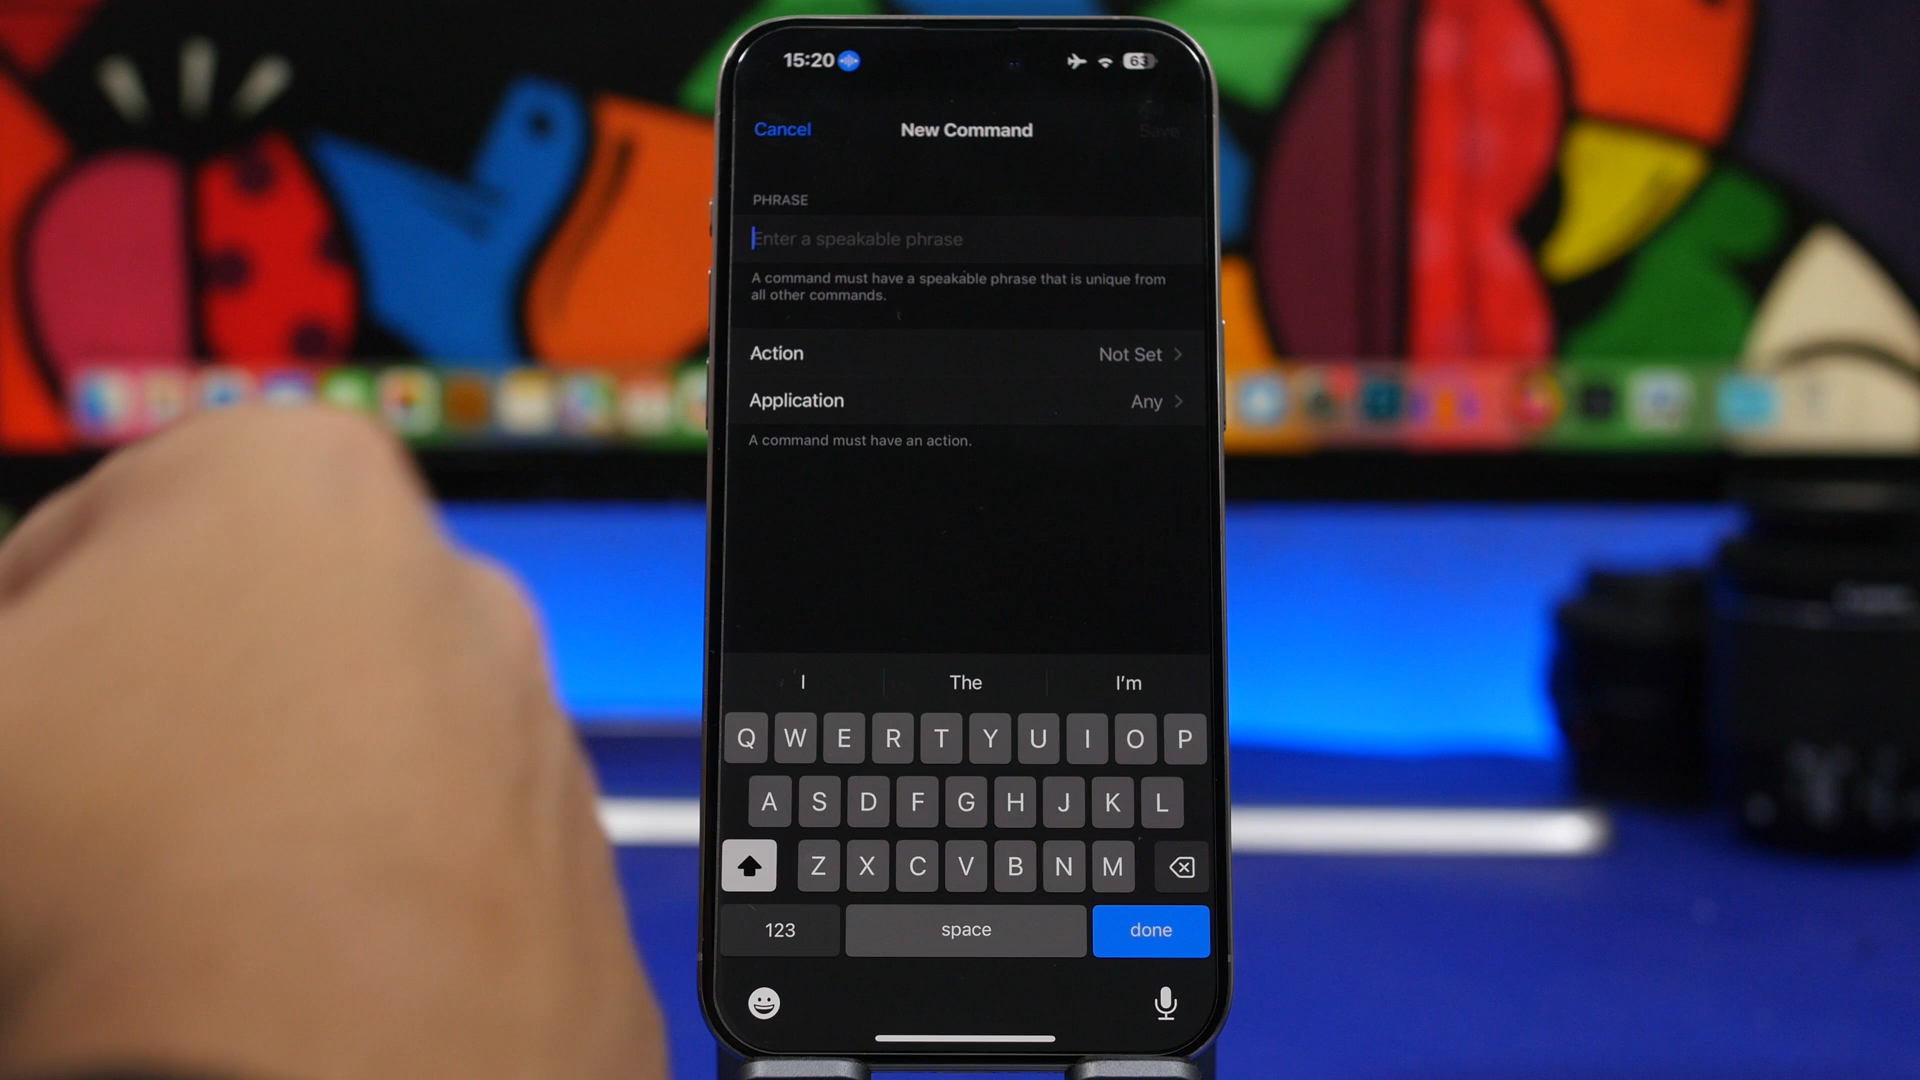 15:20 63
Cancel New Command Save
PHRASE
Enter a speakable phrase
A command must have a speakable phrase that is unique from
all other commands.
Action Not Set
Application Any
A command must have an action.
I The I'm
Q W E R T Y U I O P
A S D F G H J K L
Z X C V B N M
123 space done